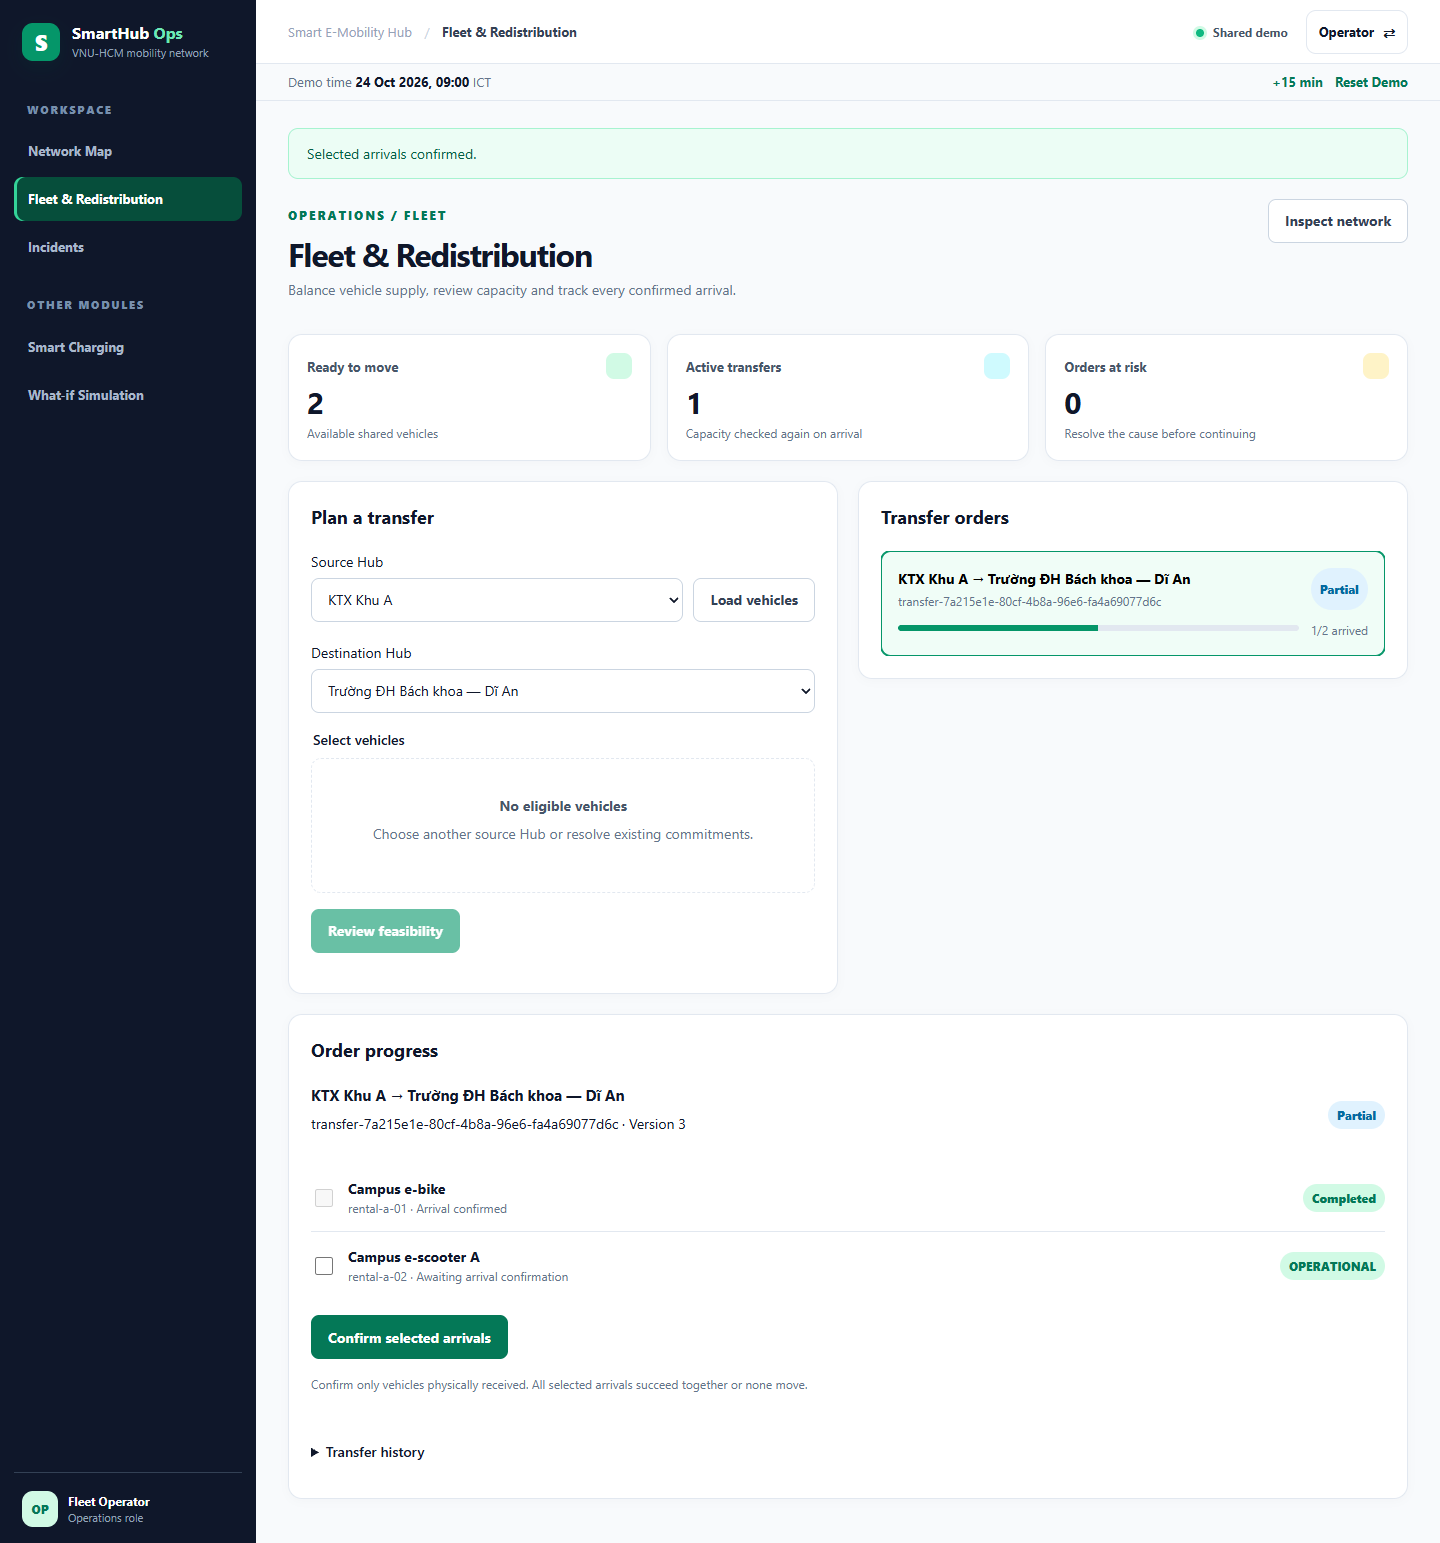 S
SmartHub Ops
VNU-HCM mobility network
WORKSPACE
Network Map
Fleet & Redistribution
Incidents
OTHER MODULES
Smart Charging
What-if Simulation
OP
Fleet Operator
Operations role
Smart E-Mobility Hub / Fleet & Redistribution
Shared demo
Operator ⇄
Demo time 24 Oct 2026, 09:00 ICT
+15 min
Reset Demo
Selected arrivals confirmed.
OPERATIONS / FLEET
Fleet & Redistribution
Balance vehicle supply, review capacity and track every confirmed arrival.
Inspect network
Ready to move
2
Available shared vehicles
Active transfers
1
Capacity checked again on arrival
Orders at risk
0
Resolve the cause before continuing
Plan a transfer
Source Hub
KTX Khu A
Load vehicles
Destination Hub
Trường ĐH Bách khoa — Dĩ An
Select vehicles
No eligible vehicles
Choose another source Hub or resolve existing commitments.
Review feasibility
Transfer orders
KTX Khu A → Trường ĐH Bách khoa — Dĩ An
transfer-7a215e1e-80cf-4b8a-96e6-fa4a69077d6c
Partial
1/2 arrived
Order progress
KTX Khu A → Trường ĐH Bách khoa — Dĩ An
transfer-7a215e1e-80cf-4b8a-96e6-fa4a69077d6c · Version 3
Partial
Campus e-bike
rental-a-01 · Arrival confirmed
Completed
Campus e-scooter A
rental-a-02 · Awaiting arrival confirmation
OPERATIONAL
Confirm selected arrivals
Confirm only vehicles physically received. All selected arrivals succeed together or none move.
▶ Transfer history